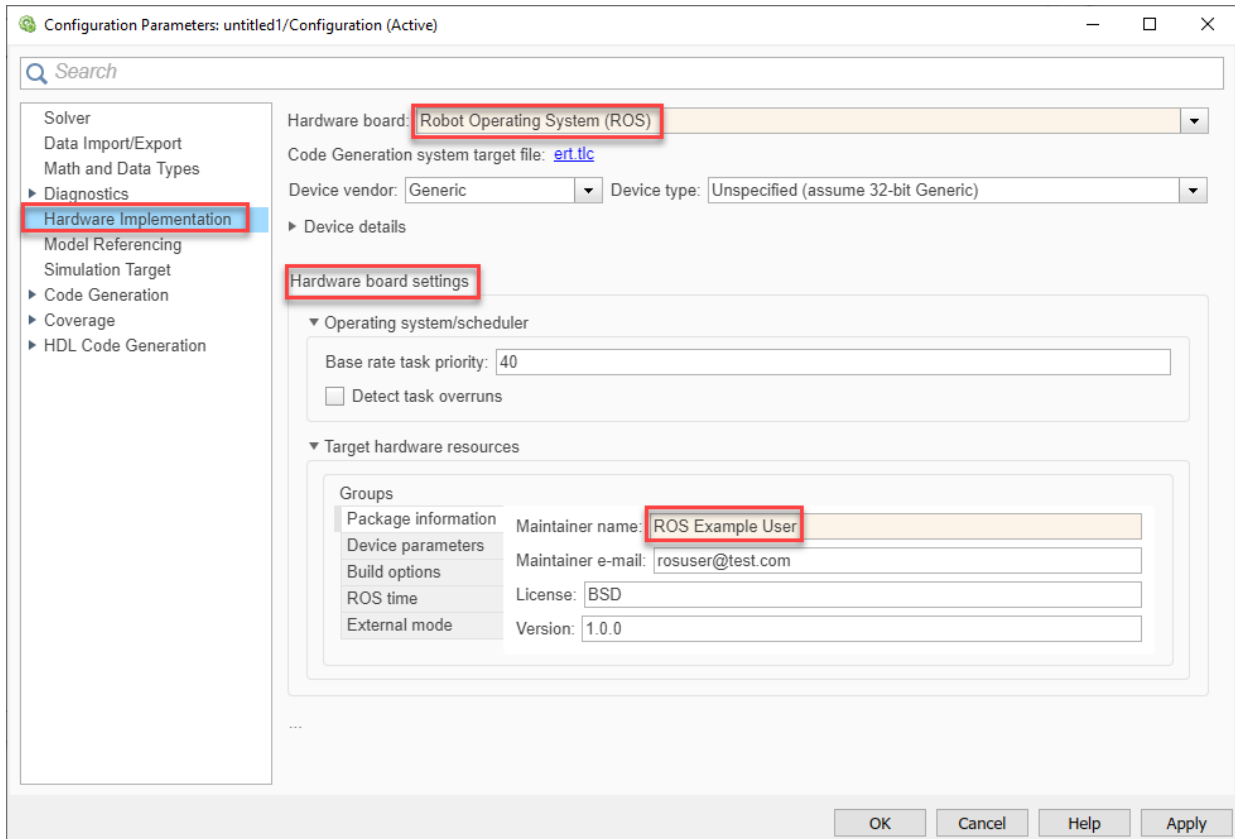 Configuration Parameters: untitled1/Configuration (Active)
Search
Solver
Data Import/Export
Math and Data Types
Diagnostics
Hardware Implementation
Model Referencing
Simulation Target
Code Generation
Coverage
HDL Code Generation
Hardware board: Robot Operating System (ROS)
Code Generation system target file: ert.tlc
Device vendor: Generic Device type: Unspecified (assume 32-bit Generic)
Device details
Hardware board settings
Operating system/scheduler
Base rate task priority: 40
Detect task overruns
Target hardware resources
Groups
Package information
Device parameters
Build options
ROS time
External mode
Maintainer name: ROS Example User
Maintainer e-mail: rosuser@test.com
License: BSD
Version: 1.0.0
...
OK Cancel Help Apply